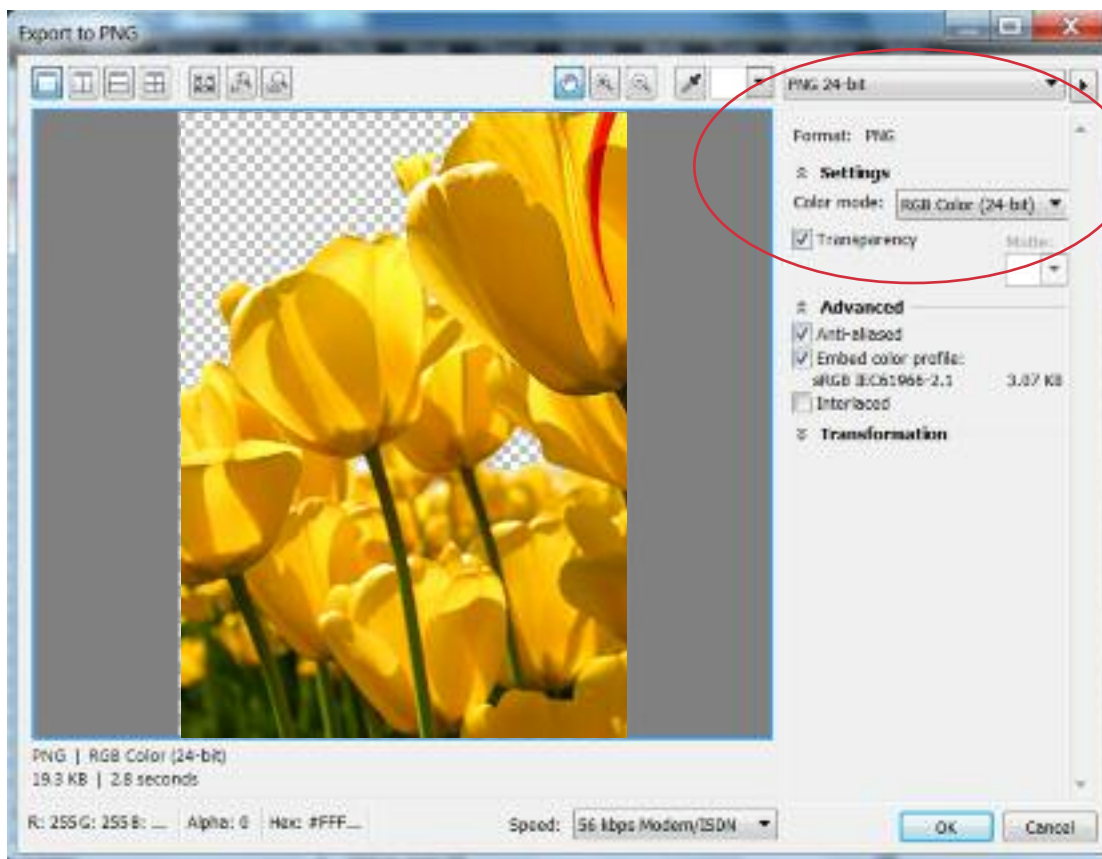 Export to PNG
PNG 24-bit
Format: PNG
Settings
Color mode: RGB Color (24-bit)
Transparency Matte:
Advanced
Anti-aliased
Embed color profile:
sRGB IEC61966-2.1 3.07 KB
Interlaced
Transformation
PNG | RGB Color (24-bit)
19.3 KB | 2.8 seconds
R: 255 G: 255 B: ... Alpha: 0 Hex: #FFF... Speed: 56 kbps Modem/ISDN OK Cancel